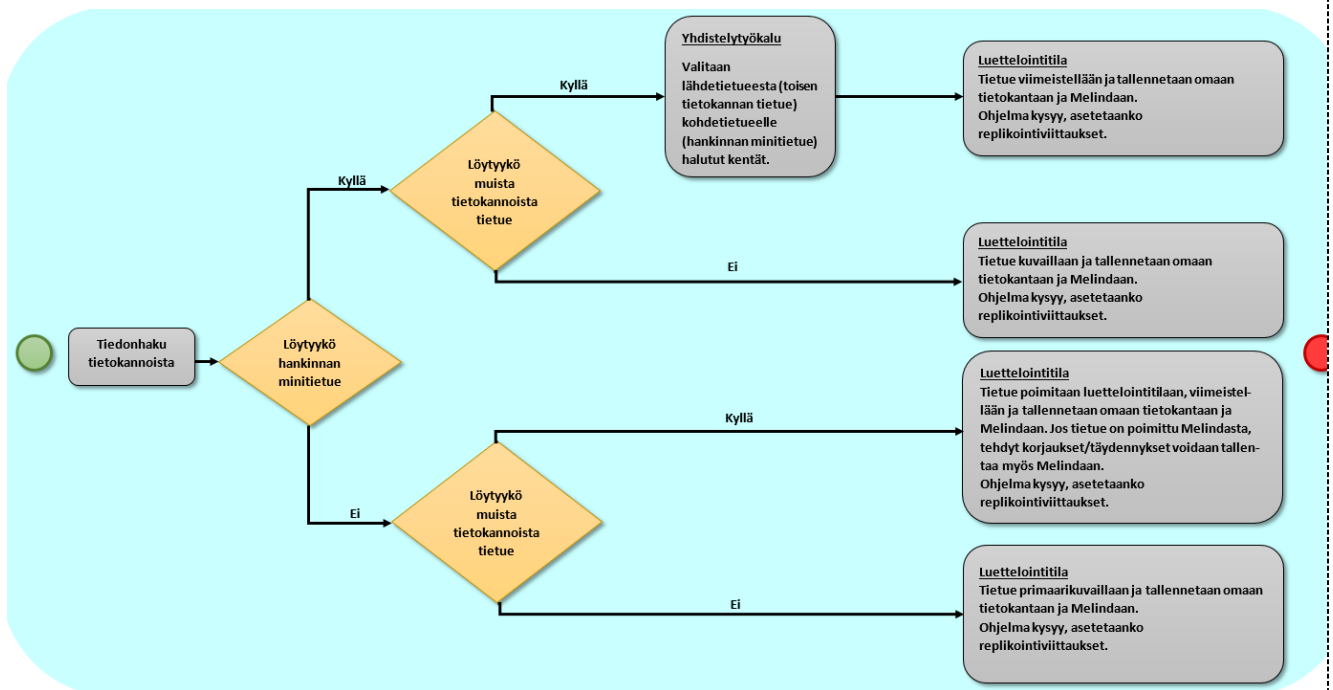 Tiedonhaku
tietokannoista
Löytyykö
hankinnan
minitietue
Kyllä
Löytyykö
muista
tietokannoista
tietue
Kyllä
Yhdistelytyökalu
Valitaan
lähdetietueesta (toisen
tietokannan tietue)
kohdetietueelle
(hankinnan minitietue)
halutut kentät.
Luettelointitila
Tietue viimeistellään ja tallennetaan omaan
tietokantaan ja Melindaan.
Ohjelma kysyy, asetetaanko
replikointiviittaukset.
Ei
Luettelointitila
Tietue kuvaillaan ja tallennetaan omaan
tietokantaan ja Melindaan.
Ohjelma kysyy, asetetaanko
replikointiviittaukset.
Ei
Löytyykö
muista
tietokannoista
tietue
Kyllä
Luettelointitila
Tietue poimitaan luettelointitilaan, viimeistel-
lään ja tallennetaan omaan tietokantaan ja
Melindaan. Jos tietue on poimittu Melindasta,
tehdyt korjaukset/täydennykset voidaan tallen-
taa myös Melindaan.
Ohjelma kysyy, asetetaanko
replikointiviittaukset.
Ei
Luettelointitila
Tietue primaarikuvaillaan ja tallennetaan omaan
tietokantaan ja Melindaan.
Ohjelma kysyy, asetetaanko
replikointiviittaukset.